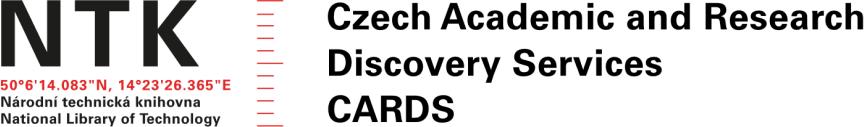 NTK
50°6'14.083"N, 14°23'26.365"E
Národní technická knihovna
National Library of Technology
Czech Academic and Research
Discovery Services
CARDS